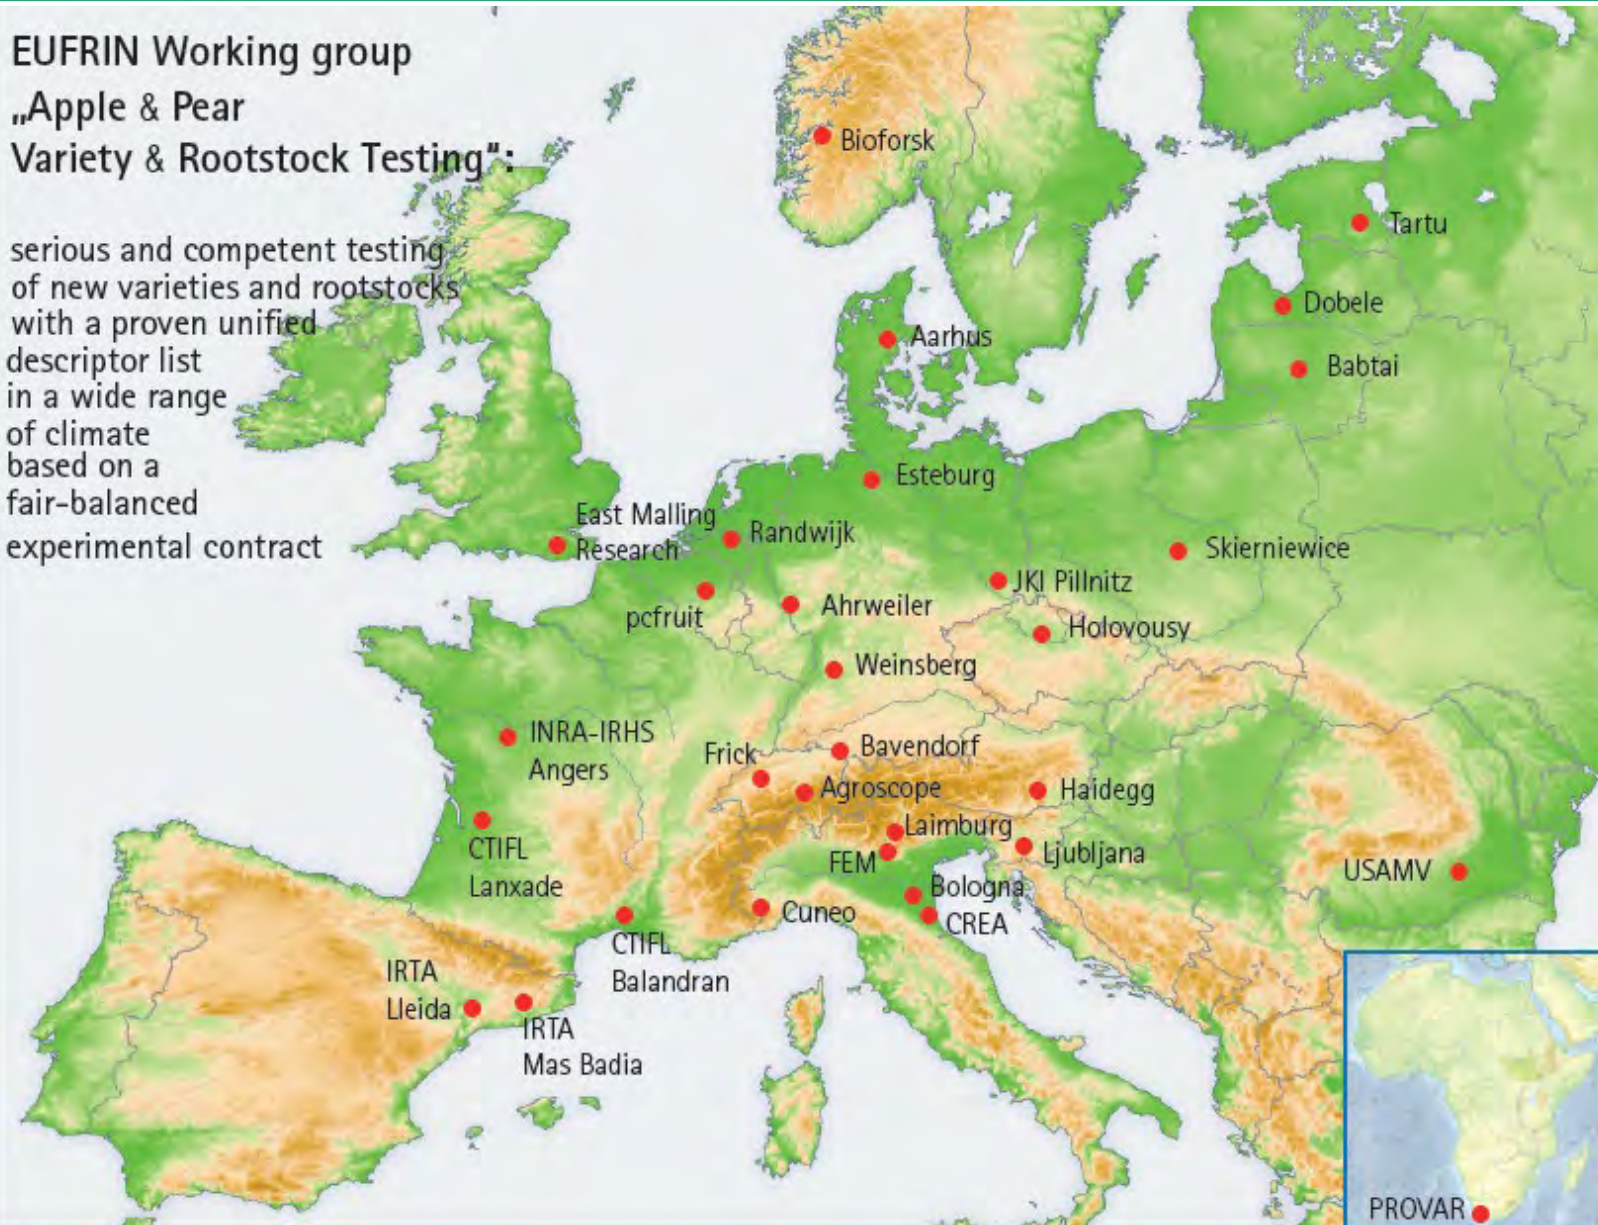 EUFRIN Working group
„Apple & Pear
Variety & Rootstock Testing“:
serious and competent testing
of new varieties and rootstocks
with a proven unified
descriptor list
in a wide range
of climate
based on a
fair-balanced
experimental contract
Bioforsk
Tartu
Dobele
Aarhus
Babtai
Esteburg
East Malling
Research
Randwijk
Skierniewice
JKI Pillnitz
pcfruit
Ahrweiler
Holovousy
Weinsberg
INRA-IRHS
Angers
Frick
Bavendorf
Agroscope
Haidegg
CTIFL
Lanxade
Laimburg
FEM
Ljubljana
USAMV
Bologna
CREA
Cuneo
CTIFL
Balandran
IRTA
Lleida
IRTA
Mas Badia
PROVAR